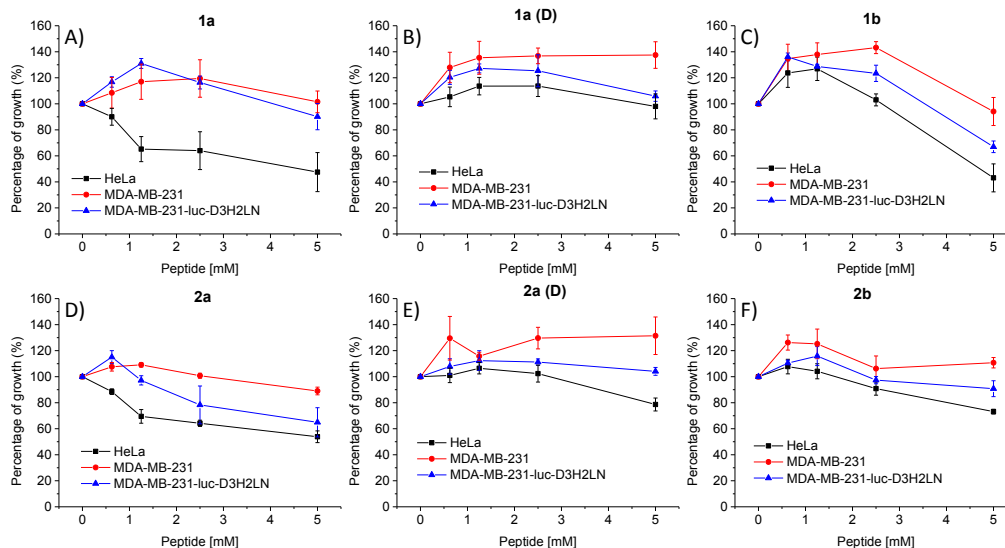 1a
1a (D)
1b
A)
B)
C)
Percentage of growth (%)
160
140
120
100
80
60
40
20
0
HeLa
MDA-MB-231
MDA-MB-231-luc-D3H2LN
0 1 2 3 4 5
Peptide [mM]
Percentage of growth (%)
160
140
120
100
80
60
40
20
0
HeLa
MDA-MB-231
MDA-MB-231-luc-D3H2LN
0 1 2 3 4 5
Peptide [mM]
Percentage of growth (%)
160
140
120
100
80
60
40
20
0
HeLa
MDA-MB-231
MDA-MB-231-luc-D3H2LN
0 1 2 3 4 5
Peptide [mM]
2a
2a (D)
2b
D)
E)
F)
Percentage of growth (%)
160
140
120
100
80
60
40
20
0
HeLa
MDA-MB-231
MDA-MB-231-luc-D3H2LN
0 1 2 3 4 5
Peptide [mM]
Percentage of growth (%)
160
140
120
100
80
60
40
20
0
HeLa
MDA-MB-231
MDA-MB-231-luc-D3H2LN
0 1 2 3 4 5
Peptide [mM]
Percentage of growth (%)
160
140
120
100
80
60
40
20
0
HeLa
MDA-MB-231
MDA-MB-231-luc-D3H2LN
0 1 2 3 4 5
Peptide [mM]